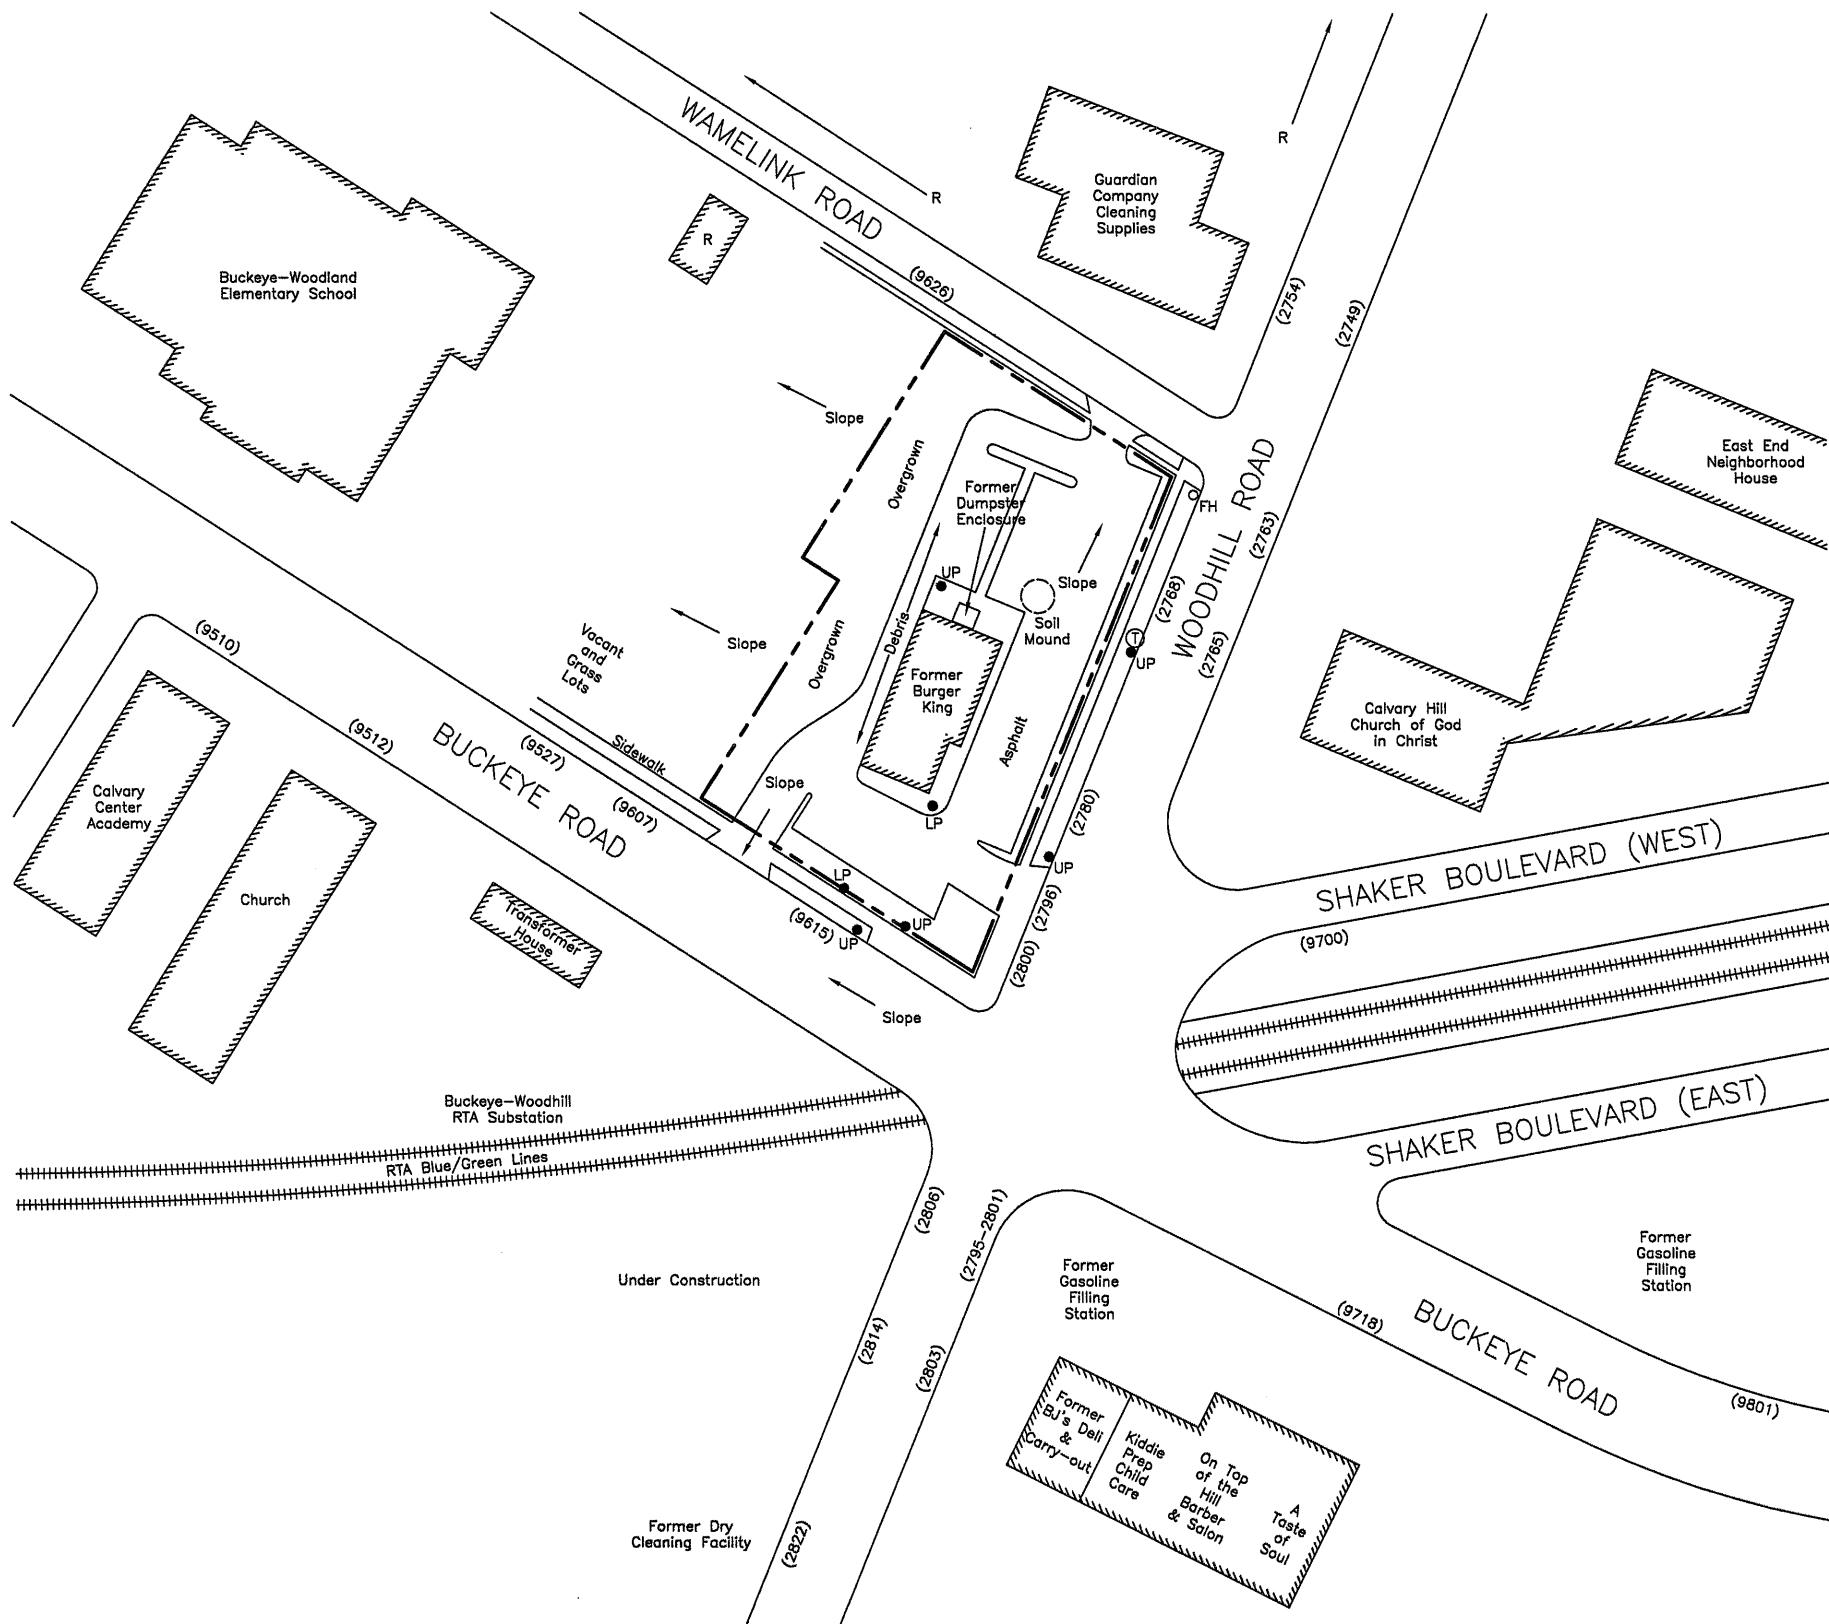 WAMELINK ROAD
R
R
Guardian
Company
Cleaning
Supplies
R
Buckeye-Woodland
Elementary School
(9626)
(2754)
(2749)
Slope
Overgrown
Former
Dumpster
Enclosure
FH
WOODHILL ROAD
(2763)
East End
Neighborhood
House
UP
Slope
Soil
Mound
(2768)
T
UP
(2765)
(9510)
Vacant
and
Grass
Lots
Slope
Overgrown
Debris
Former
Burger
King
Asphalt
Calvary Hill
Church of God
in Christ
(9512)
BUCKEYE ROAD
(9527)
Sidewalk
(9607)
Slope
LP
(2780)
UP
Calvary
Center
Academy
Church
Transformer
House
LP
(9615)
UP
UP
(2796)
(2800)
Slope
SHAKER BOULEVARD (WEST)
(9700)
Buckeye-Woodhill
RTA Substation
RTA Blue/Green Lines
SHAKER BOULEVARD (EAST)
(2806)
(2795-2801)
Under Construction
Former
Gasoline
Filling
Station
Former
Gasoline
Filling
Station
(2814)
(2803)
(9718)
BUCKEYE ROAD
(9801)
Former
BJ's Deli
&
Carry-out
Kiddie
Prep
Child
Care
On Top
of the
Hill
Barber
& Salon
A
Taste
of
Soul
Former Dry
Cleaning Facility
(2822)